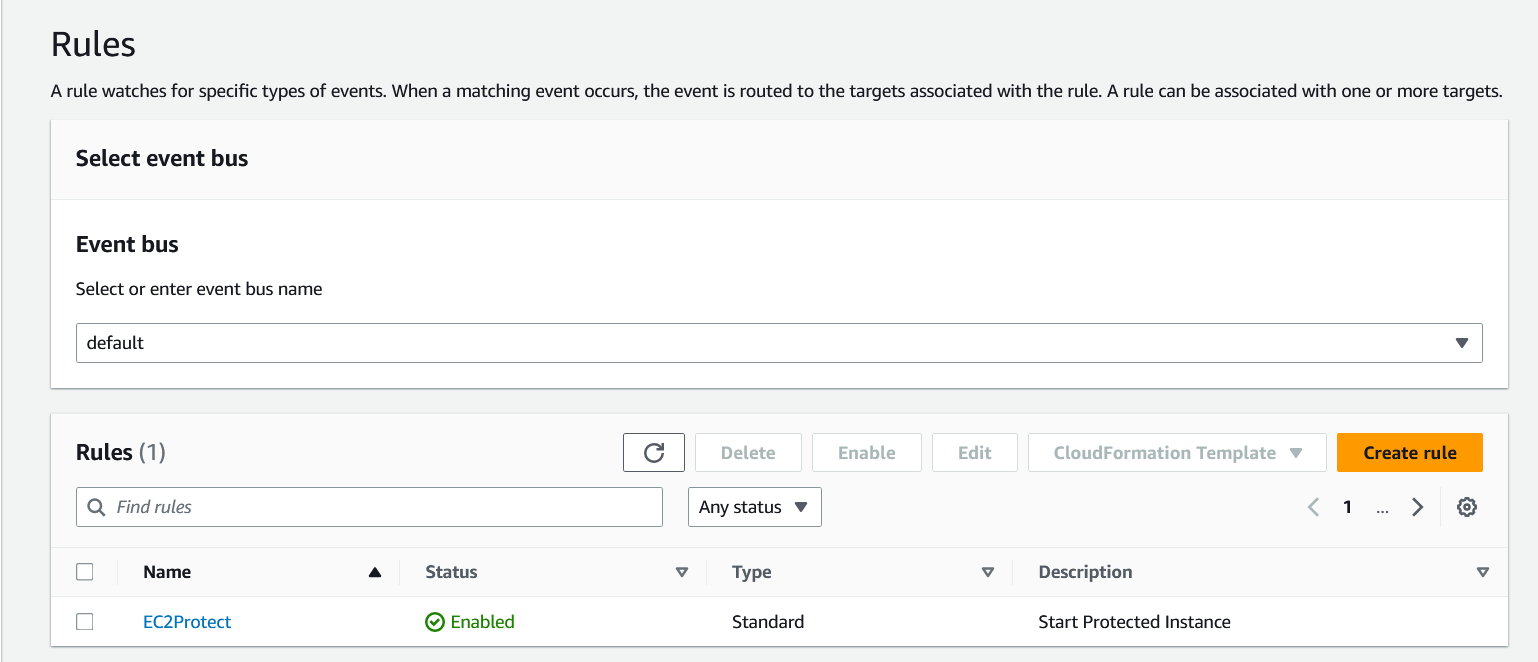 Rules
A rule watches for specific types of events. When a matching event occurs, the event is routed to the targets associated with the rule. A rule can be associated with one or more targets.
Select event bus
Event bus
Select or enter event bus name
default
Rules (1) Delete Enable Edit CloudFormation Template Create rule
Find rules Any status 1 ...
Name Status Type Description
EC2Protect Enabled Standard Start Protected Instance